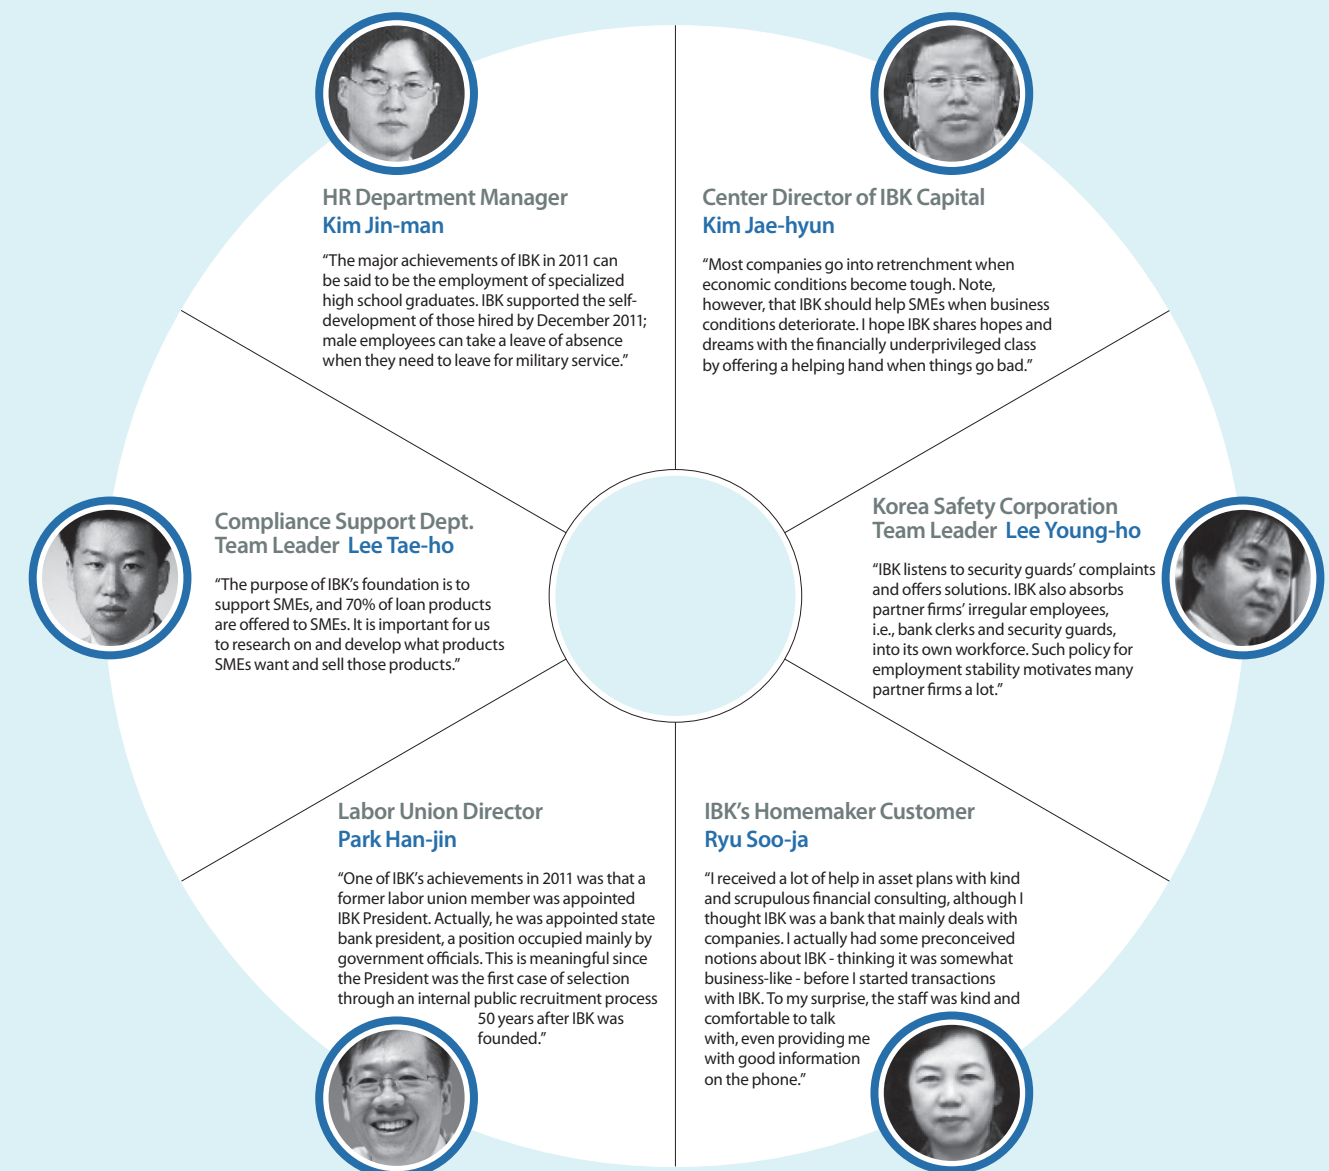 HR Department Manager
Kim Jin-man
“The major achievements of IBK in 2011 can
be said to be the employment of specialized
high school graduates. IBK supported the self-
development of those hired by December 2011;
male employees can take a leave of absence
when they need to leave for military service.”
Center Director of IBK Capital
Kim Jae-hyun
“Most companies go into retrenchment when
economic conditions become tough. Note,
however, that IBK should help SMEs when business
conditions deteriorate. I hope IBK shares hopes and
dreams with the financially underprivileged class
by offering a helping hand when things go bad.”
Compliance Support Dept.
Team Leader Lee Tae-ho
“The purpose of IBK’s foundation is to
support SMEs, and 70% of loan products
are offered to SMEs. It is important for us
to research on and develop what products
SMEs want and sell those products.”
Korea Safety Corporation
Team Leader Lee Young-ho
“IBK listens to security guards’ complaints
and offers solutions. IBK also absorbs
partner firms’ irregular employees,
i.e., bank clerks and security guards,
into its own workforce. Such policy for
employment stability motivates many
partner firms a lot.”
Labor Union Director
Park Han-jin
“One of IBK’s achievements in 2011 was that a
former labor union member was appointed
IBK President. Actually, he was appointed state
bank president, a position occupied mainly by
government officials. This is meaningful since
the President was the first case of selection
through an internal public recruitment process
50 years after IBK was
founded.”
IBK’s Homemaker Customer
Ryu Soo-ja
“I received a lot of help in asset plans with kind
and scrupulous financial consulting, although I
thought IBK was a bank that mainly deals with
companies. I actually had some preconceived
notions about IBK - thinking it was somewhat
business-like - before I started transactions
with IBK. To my surprise, the staff was kind and
comfortable to talk
with, even providing me
with good information
on the phone.”